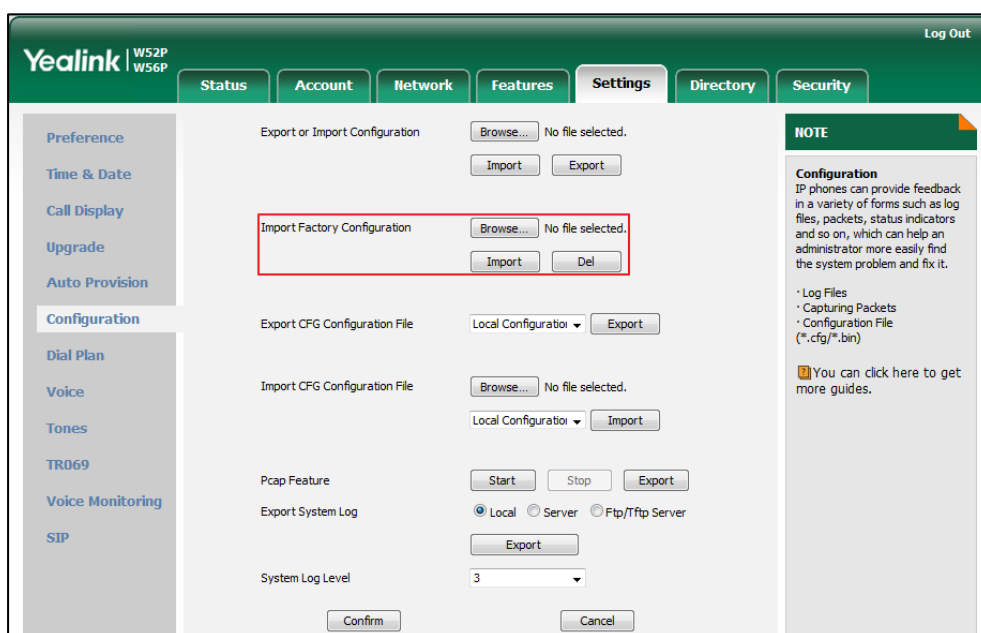 Log Out
Yealink W52P
W56P
Status Account Network Features Settings Directory Security
Preference
Time & Date
Call Display
Upgrade
Auto Provision
Configuration
Dial Plan
Voice
Tones
TR069
Voice Monitoring
SIP
Export or Import Configuration Browse... No file selected.
Import Export
Import Factory Configuration Browse... No file selected.
Import Del
Export CFG Configuration File Local Configuration Export
Import CFG Configuration File Browse... No file selected.
Local Configuration Import
Pcap Feature Start Stop Export
Export System Log Local Server Ftp/Tftp Server
Export
System Log Level 3
Confirm Cancel
NOTE
Configuration
IP phones can provide feedback
in a variety of forms such as log
files, packets, status indicators
and so on, which can help an
administrator more easily find
the system problem and fix it.
· Log Files
· Capturing Packets
· Configuration File
(*.cfg/*.bin)
You can click here to get
more guides.